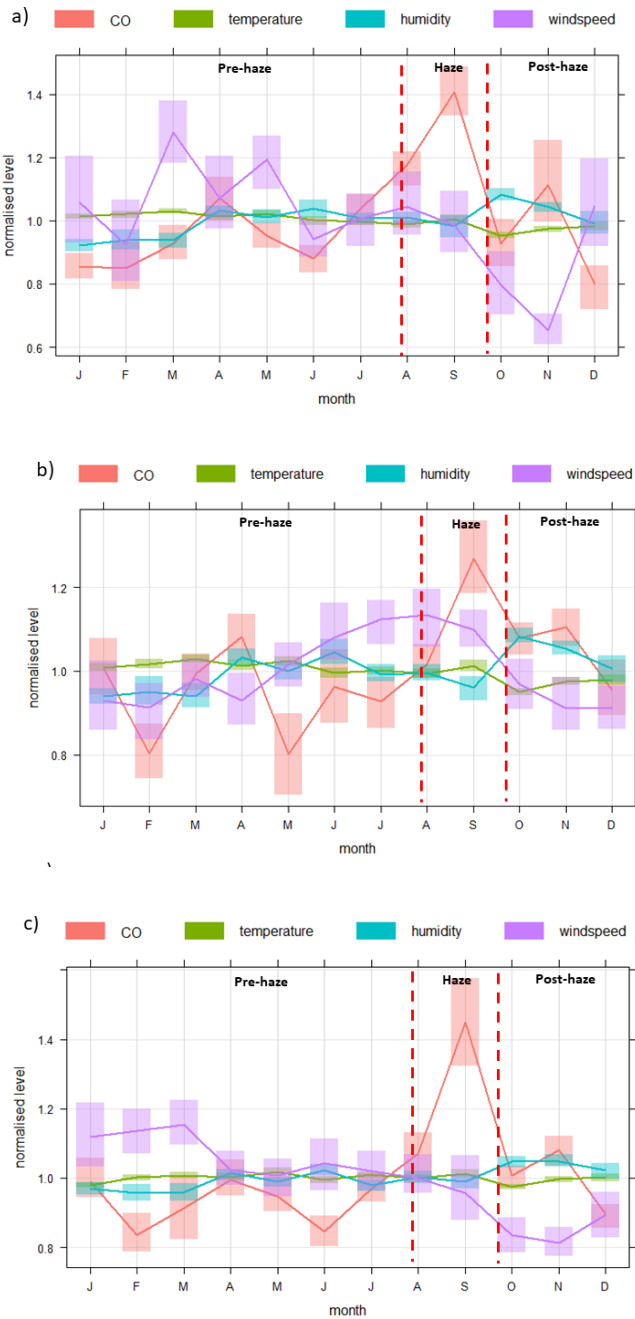 a) CO temperature humidity windspeed
Pre-haze Haze Post-haze
1.4
1.2
1.0
0.8
0.6
normalised level
J F M A M J J A S O N D
month
b) CO temperature humidity windspeed
Pre-haze Haze Post-haze
1.2
1.0
0.8
normalised level
J F M A M J J A S O N D
month
c) CO temperature humidity windspeed
Pre-haze Haze Post-haze
1.4
1.2
1.0
0.8
normalised level
J F M A M J J A S O N D
month